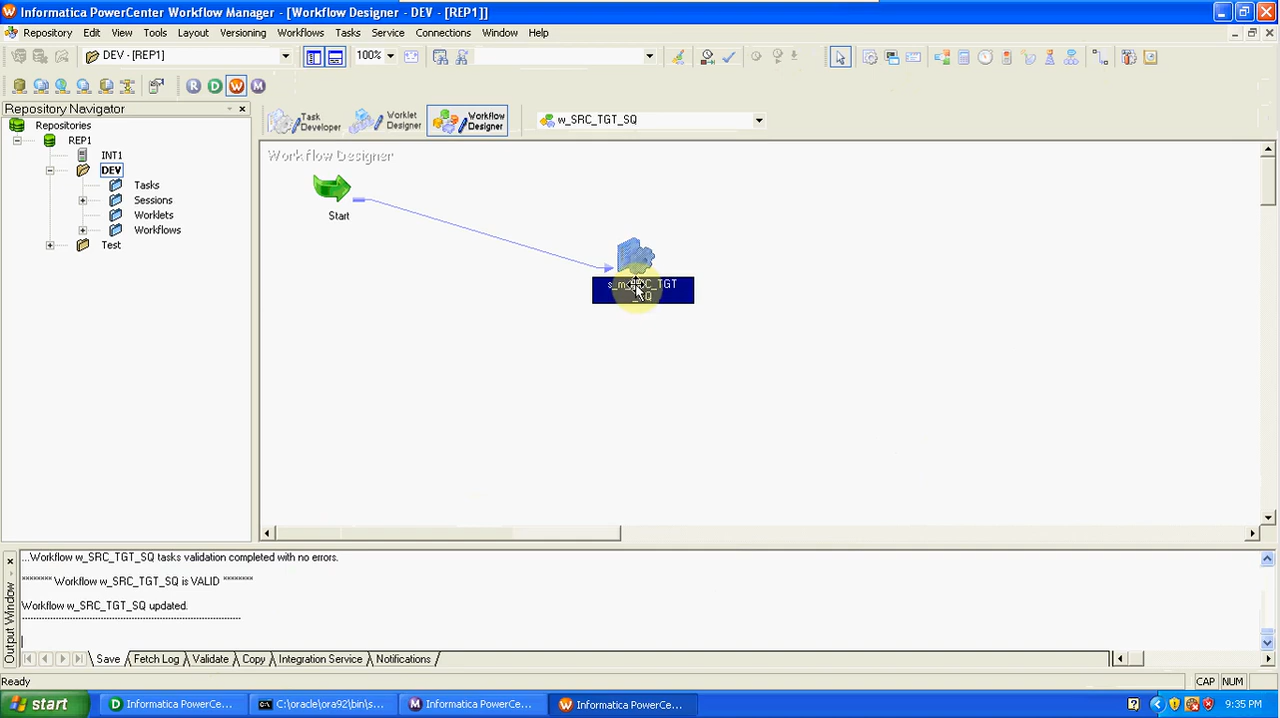 Informatica PowerCenter Workflow Manager - [Workflow Designer - DEV - [REP1]]
Repository Edit View Tools Layout Versioning Workflows Tasks Service Connections Window Help
DEV - [REP1]
100%
R D W M
Repository Navigator
Repositories
REP1
INT1
DEV
Tasks
Sessions
Worklets
Workflows
Test
Task
Developer
Worklet
Designer
Workflow
Designer
w_SRC_TGT_SQ
Workflow Designer
Start
Output Window
...Workflow w_SRC_TGT_SQ tasks validation completed with no errors.
******** Workflow w_SRC_TGT_SQ is VALID ********
Workflow w_SRC_TGT_SQ updated.
Save Fetch Log Validate Copy Integration Service Notifications
Ready
CAP NUM
start
D Informatica PowerCe...
C:\oracle\ora92\bin\s...
M Informatica PowerCe...
W Informatica PowerCe...
9:35 PM